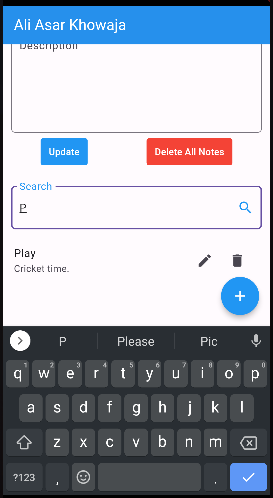 Ali Asar Khowaja
Description
Update
Delete All Notes
Search
P
Play
Cricket time.
+
P
Please
Pic
q 1 w 2 e 3 r 4 t 5 y 6 u 7 i 8 o 9 p 0
a s d f g h j k l
z x c v b n m
?123 , .